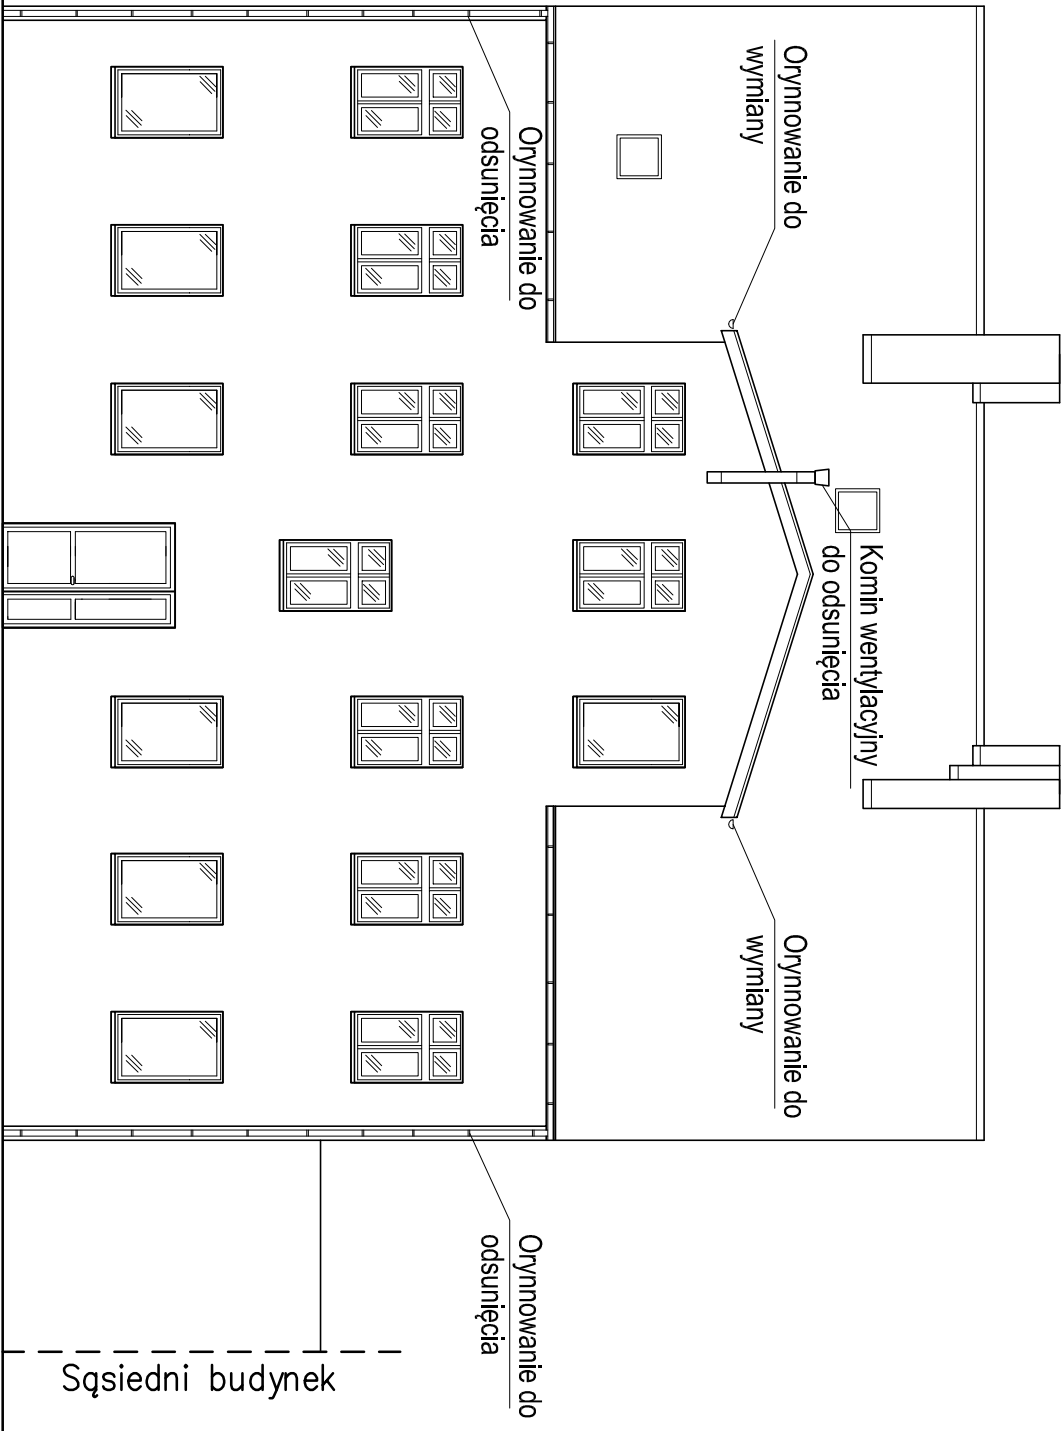 Orynnowanie do
wymiany
Orynnowanie do
odsunięcia
Komin wentylacyjny
do odsunięcia
Orynnowanie do
wymiany
Orynnowanie do
odsunięcia
Sąsiedni budynek